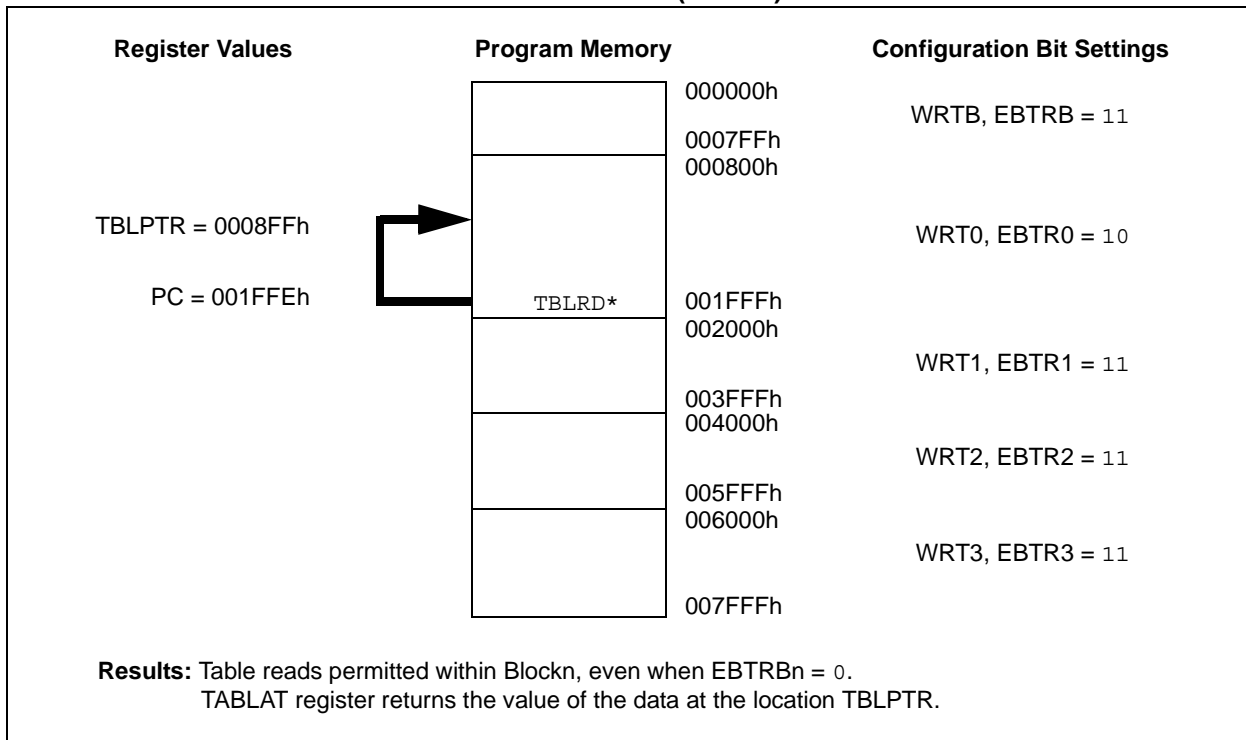 Register Values Program Memory Configuration Bit Settings
000000h
WRTB, EBTRB = 11
0007FFh
000800h
TBLPTR = 0008FFh
WRT0, EBTR0 = 10
PC = 001FFEh
TBLRD*
001FFFh
002000h
WRT1, EBTR1 = 11
003FFFh
004000h
WRT2, EBTR2 = 11
005FFFh
006000h
WRT3, EBTR3 = 11
007FFFh
Results: Table reads permitted within Blockn, even when EBTRBn = 0.
TABLAT register returns the value of the data at the location TBLPTR.